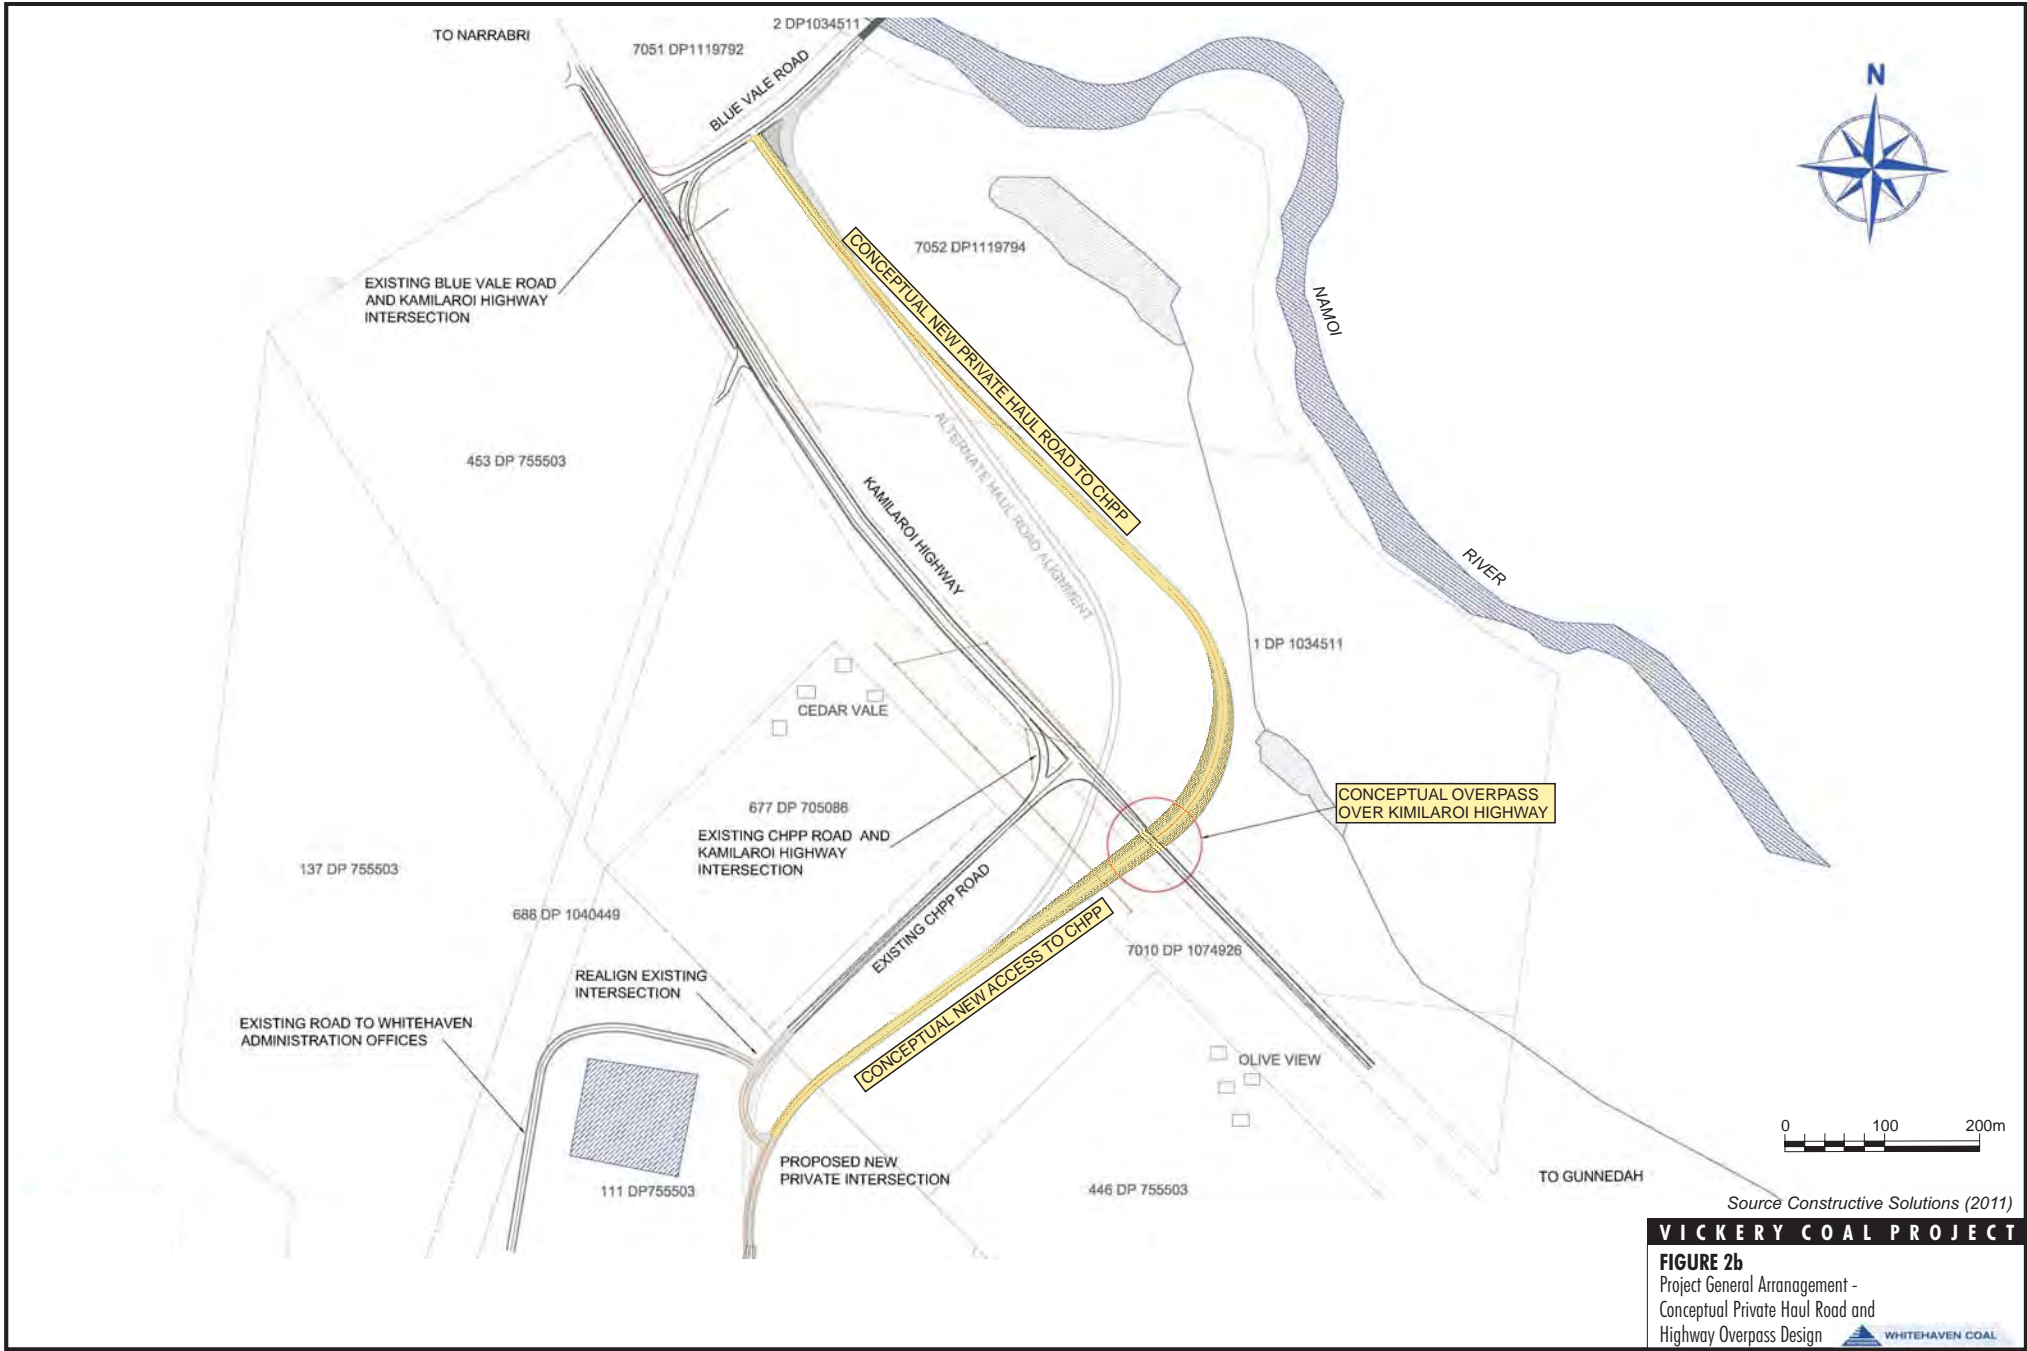 TO NARRABRI
2 DP1034511
7051 DP1119792
BLUE VALE ROAD
N
7052 DP1119794
CONCEPTUAL NEW PRIVATE HAUL ROAD TO CHPP
EXISTING BLUE VALE ROAD
AND KAMILAROI HIGHWAY
INTERSECTION
NAMOI
453 DP 755503
ALTERNATE HAUL ROAD ALIGNMENT
KAMILAROI HIGHWAY
RIVER
1 DP 1034511
CEDAR VALE
677 DP 705086
CONCEPTUAL OVERPASS
OVER KIMILAROI HIGHWAY
EXISTING CHPP ROAD AND
KAMILAROI HIGHWAY
INTERSECTION
137 DP 755503
688 DP 1040449
EXISTING CHPP ROAD
CONCEPTUAL NEW ACCESS TO CHPP
7010 DP 1074926
REALIGN EXISTING
INTERSECTION
EXISTING ROAD TO WHITEHAVEN
ADMINISTRATION OFFICES
OLIVE VIEW
0 100 200m
PROPOSED NEW
PRIVATE INTERSECTION
111 DP755503
446 DP 755503
TO GUNNEDAH
Source Constructive Solutions (2011)
VICKERY COAL PROJECT
FIGURE 2b
Project General Arranagement -
Conceptual Private Haul Road and
Highway Overpass Design
WHITEHAVEN COAL